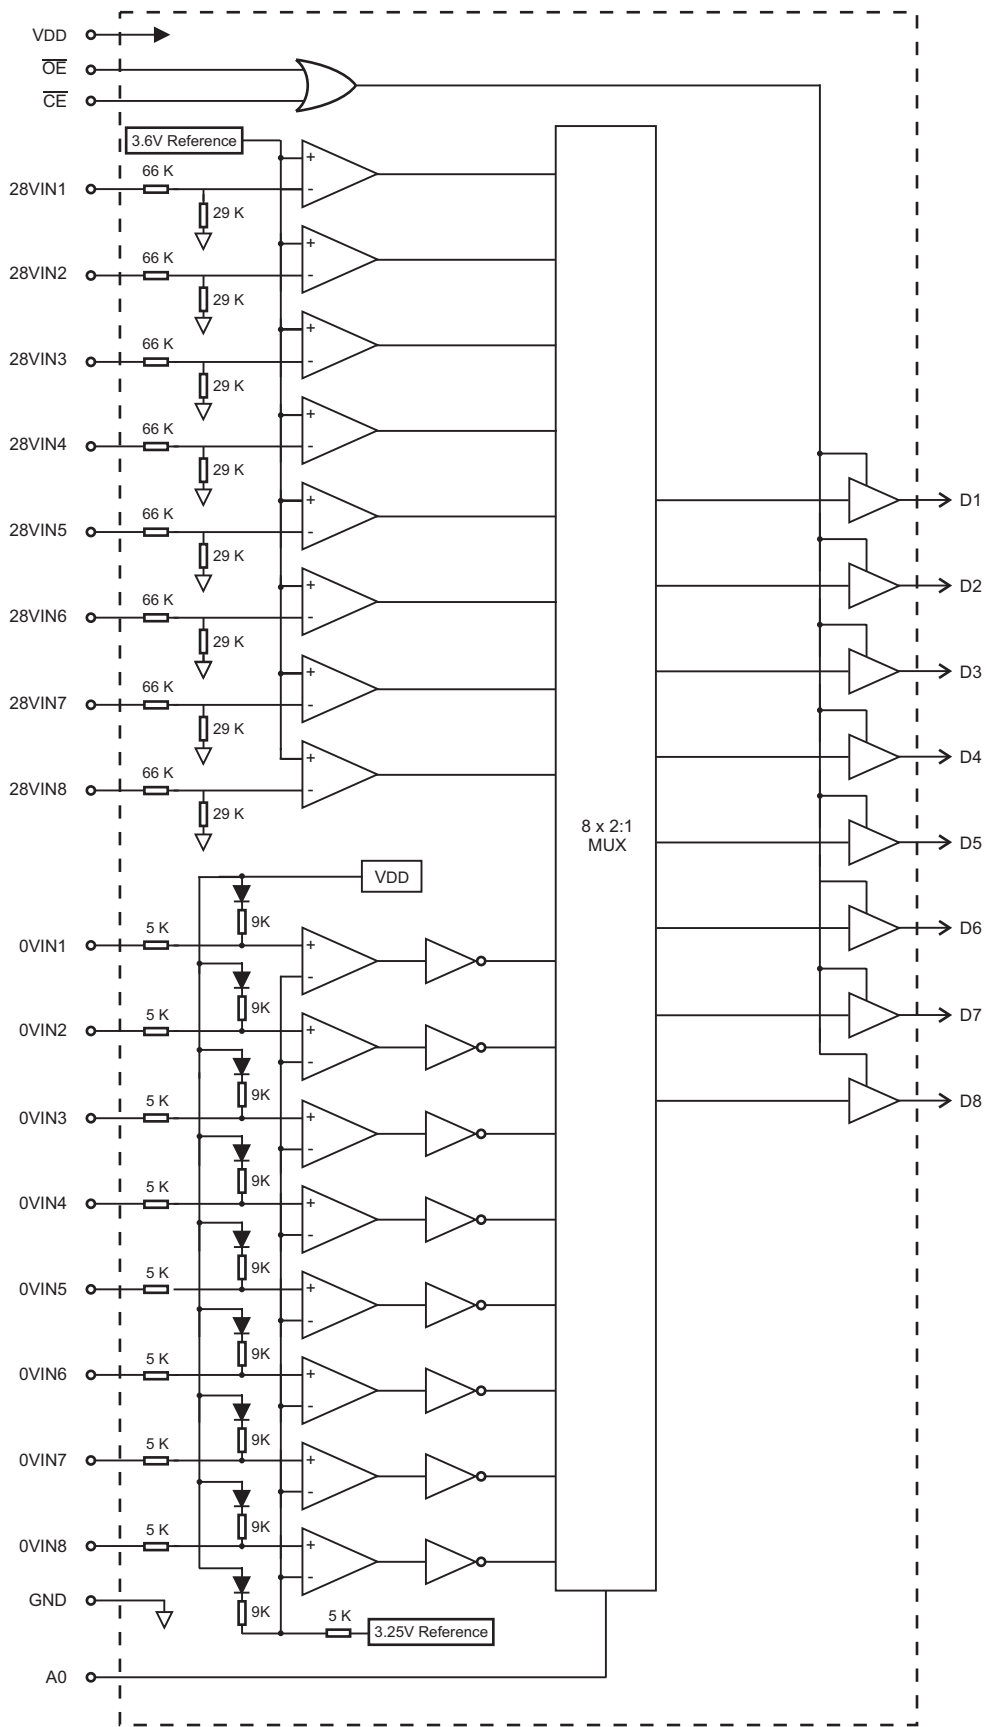 VDD
OE
CE
3.6V Reference
+
66 K
28VIN1
-
29 K
+
66 K
28VIN2
-
29 K
+
66 K
28VIN3
-
29 K
+
66 K
28VIN4
-
29 K
D1
+
66 K
28VIN5
-
29 K
D2
+
66 K
28VIN6
-
29 K
D3
+
66 K
28VIN7
-
29 K
D4
+
66 K
28VIN8
-
29 K
8 x 2:1
MUX
D5
VDD
9K
5 K
0VIN1
+
-
D6
9K
5 K
0VIN2
+
-
D7
9K
5 K
0VIN3
+
-
D8
9K
5 K
0VIN4
+
-
9K
5 K
0VIN5
+
-
9K
5 K
0VIN6
+
-
9K
5 K
0VIN7
+
-
9K
5 K
0VIN8
+
-
GND
9K
5 K
3.25V Reference
A0